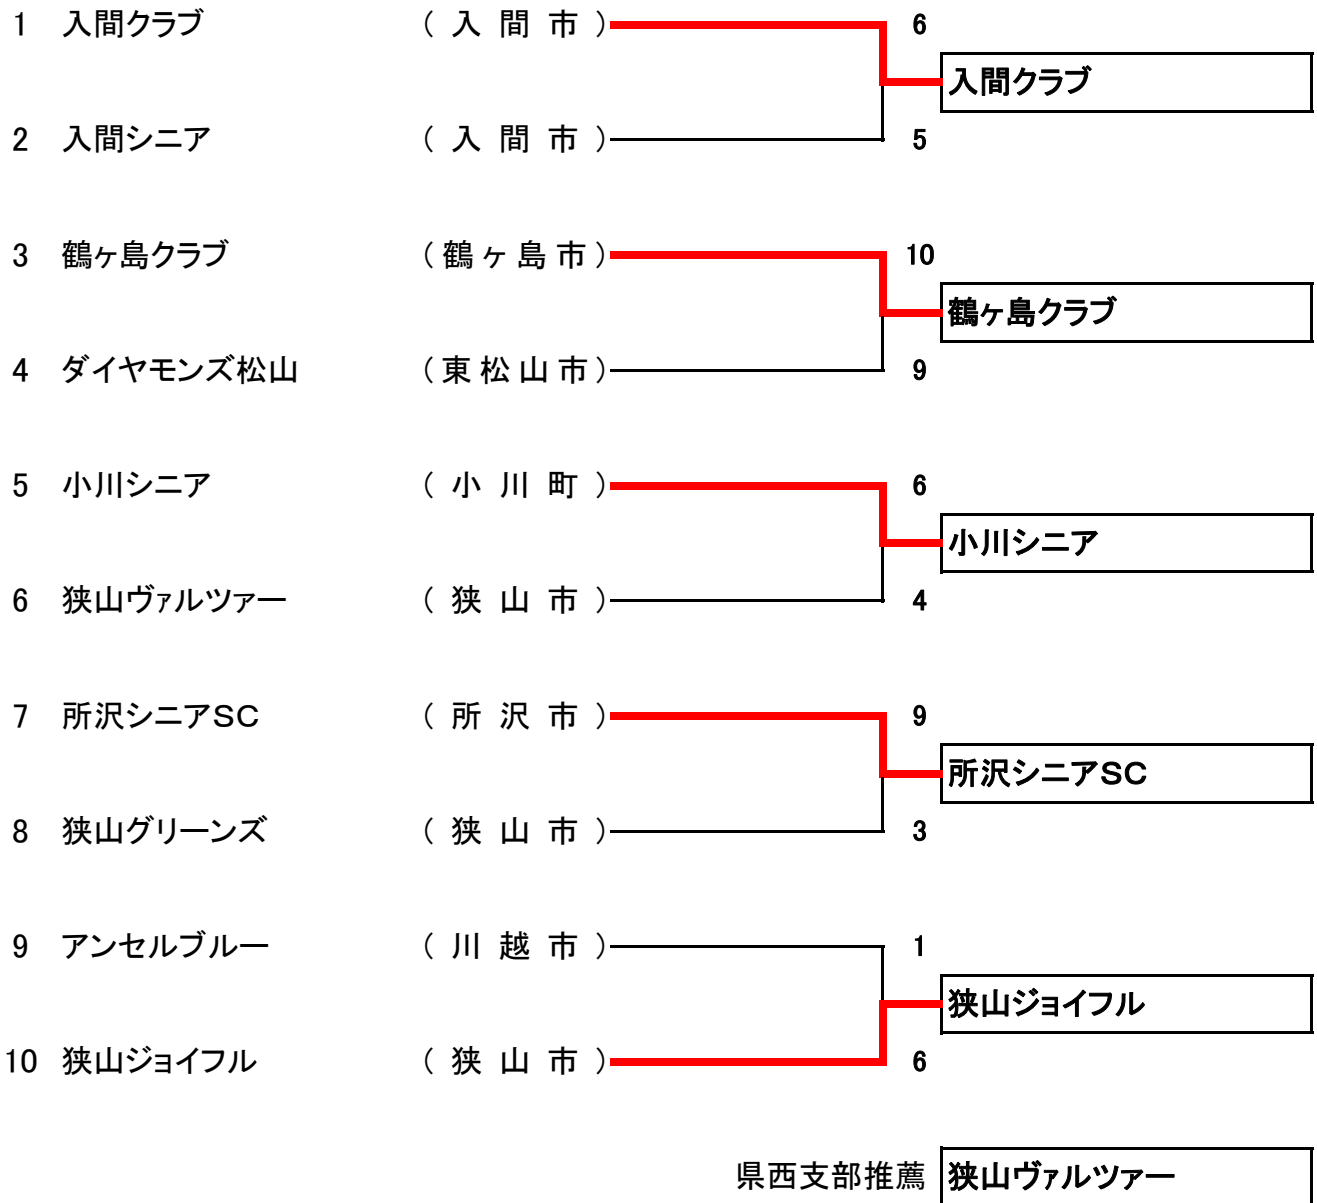 1 入間クラブ ( 入 間 市 ) 6
入間クラブ
2 入間シニア ( 入 間 市 ) 5
3 鶴ヶ島クラブ ( 鶴 ヶ 島 市 ) 10
鶴ヶ島クラブ
4 ダイヤモンズ松山 ( 東 松 山 市 ) 9
5 小川シニア ( 小 川 町 ) 6
小川シニア
6 狭山ヴァルツァー ( 狭 山 市 ) 4
7 所沢シニアSC ( 所 沢 市 ) 9
所沢シニアSC
8 狭山グリーンズ ( 狭 山 市 ) 3
9 アンセルブルー ( 川 越 市 ) 1
狭山ジョイフル
10 狭山ジョイフル ( 狭 山 市 ) 6
県西支部推薦 狭山ヴァルツァー